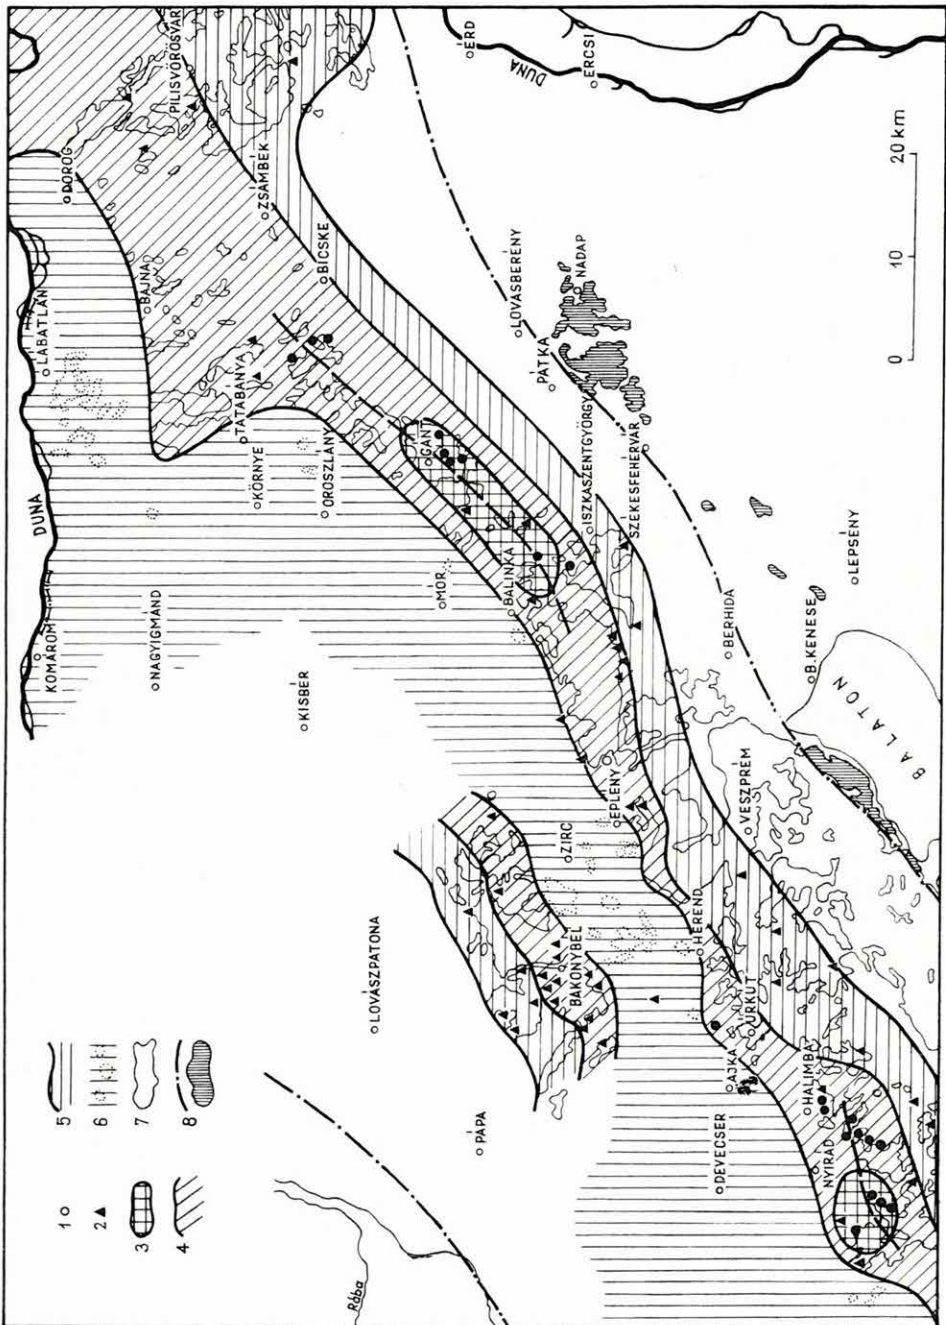 PILISVÖRÖSVÁR
ÉRD
DUNA
ERCSI
DOROG
ZSÁMBÉK
20 km
LÁBATLAN
BAJNA
BICSKE
LOVASBERÉNY
NADAP
10
PÁTKA
0
TATABÁNYA
DUNA
KÖRNYE
OROSZLÁNY
GÁNT
ISZKASZENTGYÖRGY
SZÉKESFEHÉRVÁR
KOMÁROM
NAGYIGMÁND
MÓR
BALINKA
LEPSÉNY
KISBÉR
BERHIDA
B. KENESE
BALATON
ZIRC
EPLÉNY
VESZPRÉM
LOVÁSZPATONA
BAKONYBÉL
HEREND
ÚRKÚT
AJKA
HALIMBA
PÁPA
DEVECSER
NYIRÁD
Rába
1
2
3
4
5
6
7
8